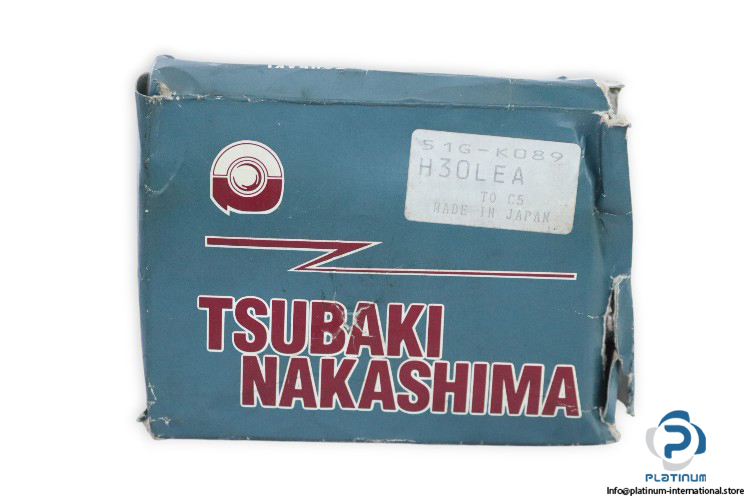 51G-K089
H30LEA
TO C5
MADE IN JAPAN
TSUBAKI
NAKASHIMA
PLATINUM
Info@platinum-international.store